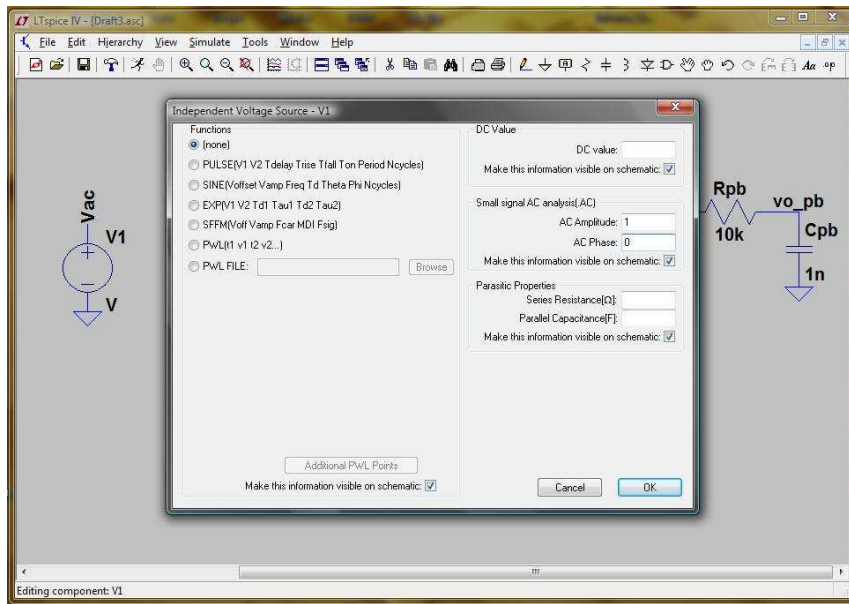 LTspice IV - [Draft3.asc]
File Edit Hierarchy View Simulate Tools Window Help
Aa .op
Independent Voltage Source - V1
Functions
(none)
PULSE(V1 V2 Tdelay Trise Tfall Ton Period Ncycles)
SINE(Voffset Vamp Freq Td Theta Phi Ncycles)
EXP(V1 V2 Td1 Tau1 Td2 Tau2)
SFFM(Voff Vamp Fcar MDI Fsig)
PWL(t1 v1 t2 v2...)
PWL FILE: Browse
Additional PWL Points
Make this information visible on schematic:
DC Value
DC value:
Make this information visible on schematic:
Small signal AC analysis(.AC)
AC Amplitude: 1
AC Phase: 0
Make this information visible on schematic:
Parasitic Properties
Series Resistance[Ω]:
Parallel Capacitance[F]:
Make this information visible on schematic:
Cancel OK
Vac
V1
V
Rpb
10k
vo_pb
Cpb
1n
Editing component: V1